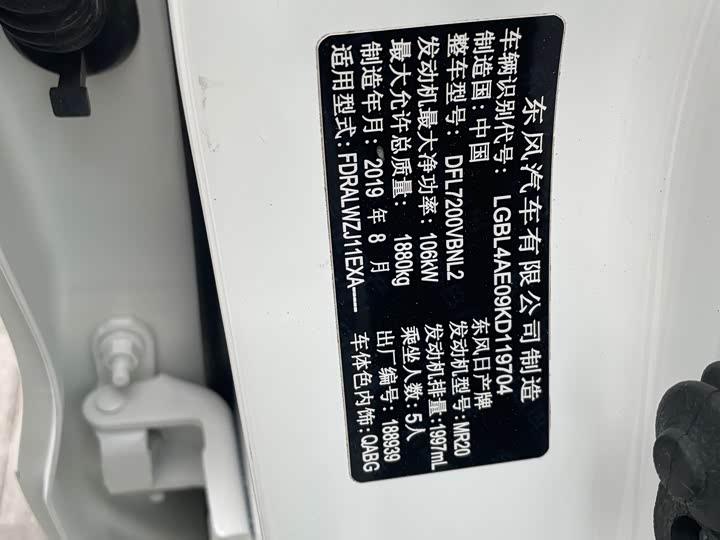 东风汽车有限公司制造
车辆识别代号: LGBL4AE09KD119704
制造国: 中国 东风日产牌
整车型号: DFL7200VBNL2 发动机型号: MR20
发动机最大净功率: 106kW 发动机排量: 1997mL
最大允许总质量: 1880kg 乘坐人数: 5人
制造年月: 2019 年 8 月 出厂编号: 188939
适用型式: FDRALWZJ11EXA---- 车体色内饰: QABG